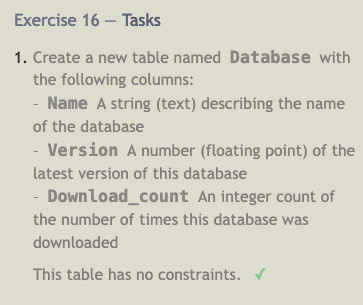 Exercise 16 — Tasks
1. Create a new table named Database with
the following columns:
– Name A string (text) describing the name
of the database
– Version A number (floating point) of the
latest version of this database
– Download_count An integer count of
the number of times this database was
downloaded
This table has no constraints. ✓